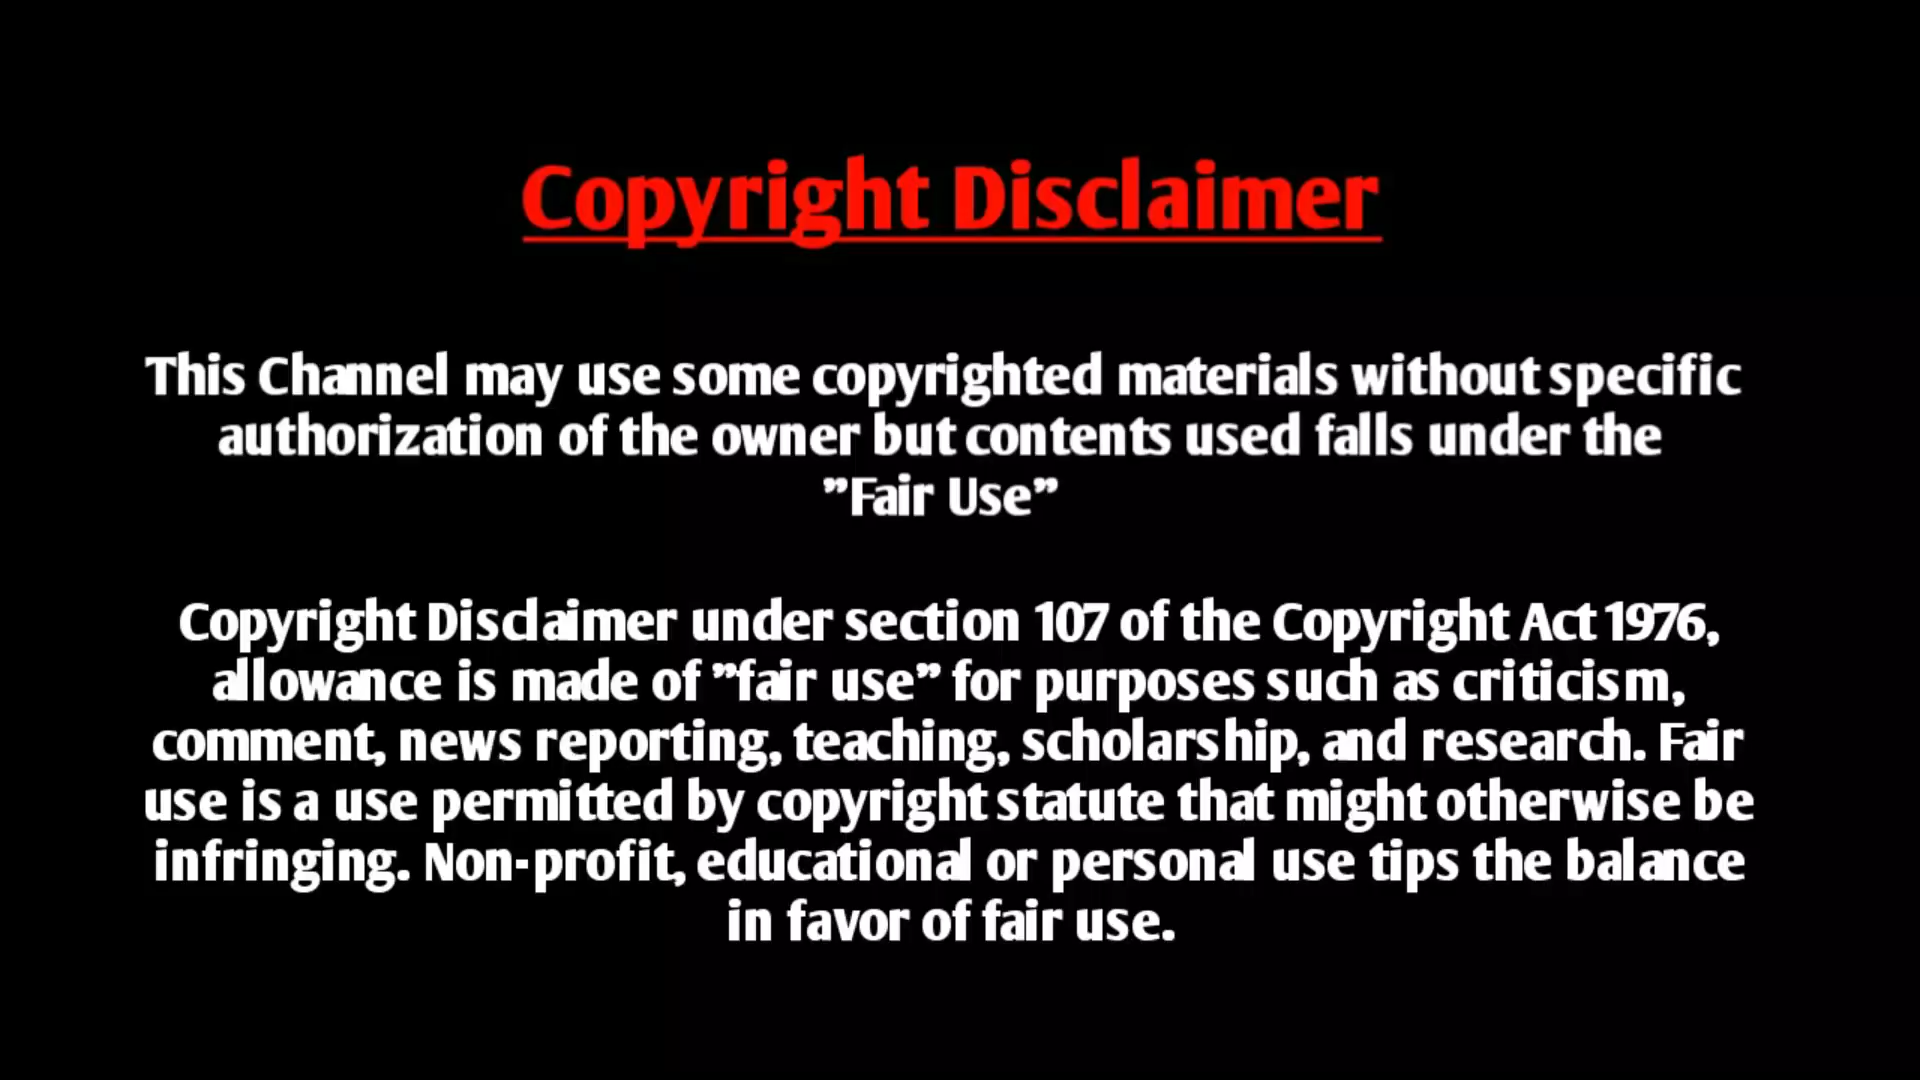 Copyright Disclaimer
This Channel may use some copyrighted materials without specific
authorization of the owner but contents used falls under the
”Fair Use”
Copyright Disclaimer under section 107 of the Copyright Act 1976,
allowance is made of ”fair use” for purposes such as criticism,
comment, news reporting, teaching, scholarship, and research. Fair
use is a use permitted by copyright statute that might otherwise be
infringing. Non-profit, educational or personal use tips the balance
in favor of fair use.